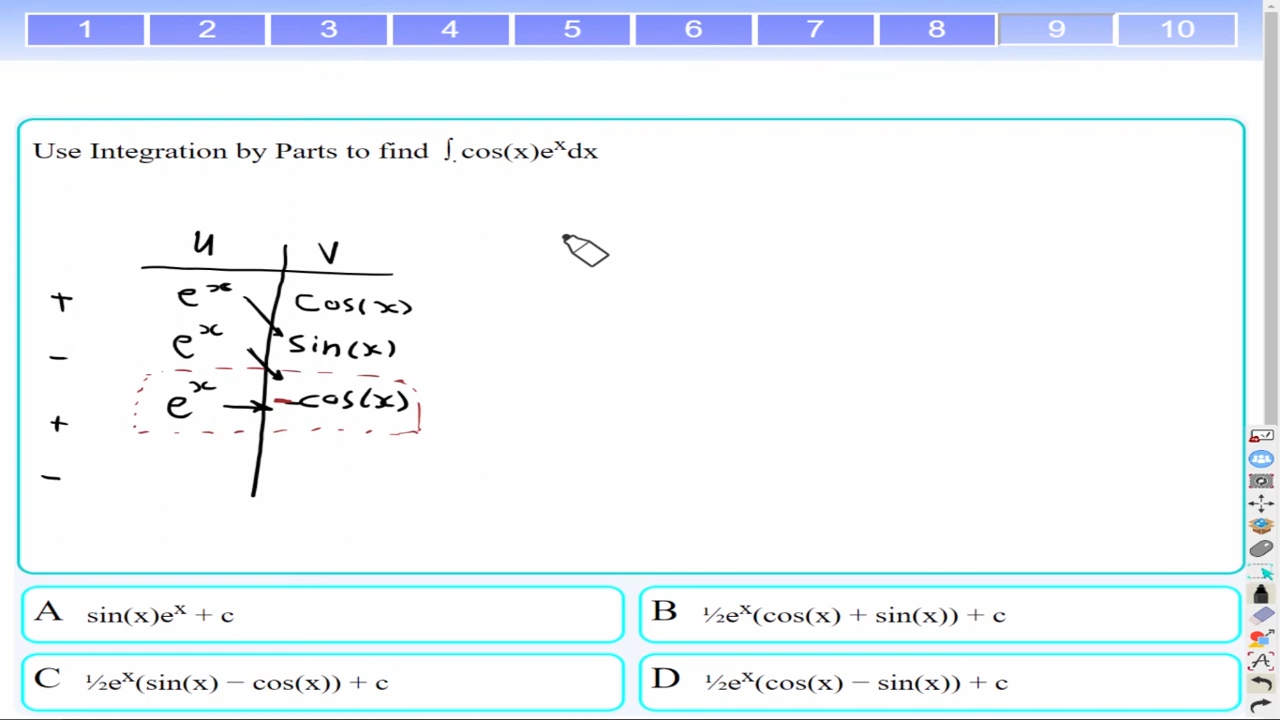 1 2 3 4 5 6 7 8 9 10
Use Integration by Parts to find ∫ cos(x)eˣdx
u v
+ eˣ cos(x)
- eˣ sin(x)
+ eˣ -cos(x)
-
A sin(x)eˣ + c
B ½eˣ(cos(x) + sin(x)) + c
C ½eˣ(sin(x) − cos(x)) + c
D ½eˣ(cos(x) − sin(x)) + c